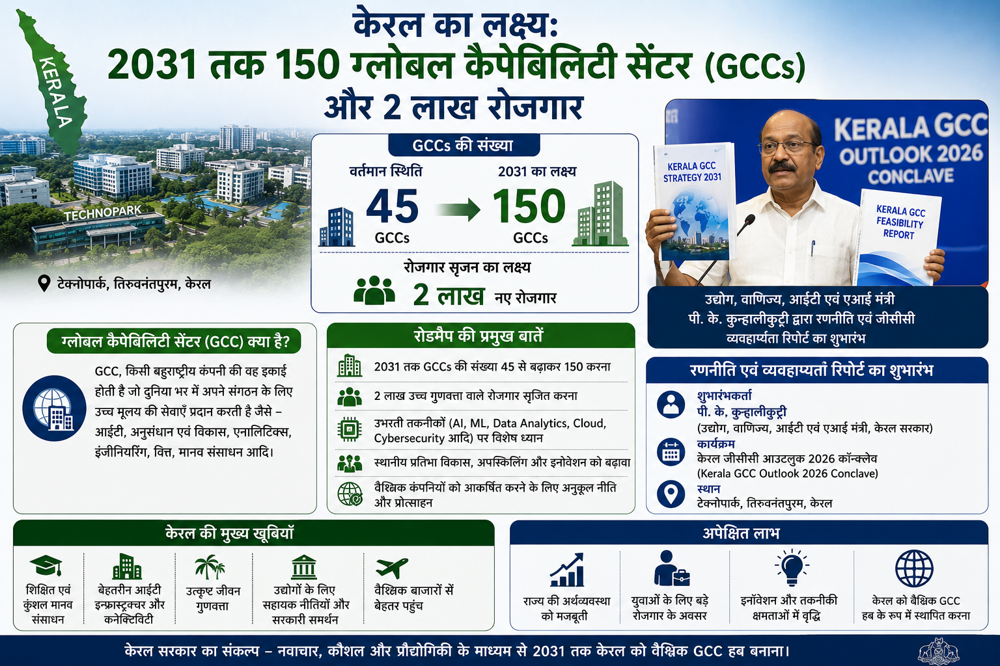 केरल का लक्ष्य:
2031 तक 150 ग्लोबल कैपेबिलिटी सेंटर (GCCs)
और 2 लाख रोजगार
KERALA
TECHNOPARK
टेक्नोपार्क, तिरुवनंतपुरम, केरल
GCCs की संख्या
वर्तमान स्थिति
2031 का लक्ष्य
45
150
GCCs
GCCs
रोजगार सृजन का लक्ष्य
2 लाख नए रोजगार
KERALA GCC
OUTLOOK 2026
CONCLAVE
KERALA GCC
STRATEGY 2031
KERALA GCC
FEASIBILITY
REPORT
उद्योग, वाणिज्य, आईटी एवं एआई मंत्री
पी. के. कुन्हालीकुट्टी द्वारा रणनीति एवं जीसीसी
व्यवहार्य्यता रिपोर्ट का शुभारंभ
ग्लोबल कैपेबिलिटी सेंटर (GCC) क्या है?
GCC, किसी बहुराष्ट्रीय कंपनी की वह इकाई
होती है जो दुनिया भर में अपने संगठन के लिए
उच्च मूलय की सेवाएँ प्रदान करती है जैसे –
आईटी, अनुसंधान एवं विकास, एनालिटिक्स,
इंजीनियरिंग, वित्त, मानव संसाधन आदि।
रोडमैप की प्रमुख बातें
2031 तक GCCs की संख्या 45 से बढ़ाकर 150 करना
2 लाख उच्च गुणवत्ता वाले रोजगार सृजित करना
उभरती तकनीकों (AI, ML, Data Analytics, Cloud,
Cybersecurity आदि) पर विशेष ध्यान
स्थानीय प्रतिभा विकास, अपस्किलिंग और इनोवेशन को बढ़ावा
वैश्विक कंपनियों को आकर्षित करने के लिए अनुकूल नीति
और प्रोत्साहन
रणनीति एवं व्यवहाय्यता रिपोर्ट का शुभारंभ
शुभारंभकर्ता
पी. के, कुन्हालीकुट्टी
(उद्योग, वाणिज्य, आईटी एवं एआई मंत्री, केरल सरकार)
कार्यक्रम
केरल जीसीसी आउटलुक 2026 कॉन्क्लेव
(Kerala GCC Outlook 2026 Conclave)
स्थान
टेक्नोपार्क, तिरुवनंतपुरम, केरल
केरल की मुख्य खूबियाॅ
शिक्षित एवं
कुंशल मानव
संसाधन
बेहतरीन आईटी
इन्फ्रास्ट्रक्चर और
कनेक्टिविटी
उत्कृष्ट जीवन
गुणवत्ता
उद्योगों के लिए
सहायक नीतियों और
सरकारी समर्थन
वैश्विक बाजारों सें
बेहतर पहुंच
अपेक्षित लाभ
राज्य की अर्थव्यवस्था
को मजबूती
युवाओं के लिए बड़े
रोजगार के अवसर
इनॉवेशन और तकनीकी
क्षमताओं में वृद्धि
केरल को बैश्विक GCC
हब के रुप में स्थापित करना
केरल सरकार का संकल्प – नवाचार, कौशल और प्रौद्योगिकी के माध्यम से 2031 तक केरल को वैश्विक GCC हब बनाना।